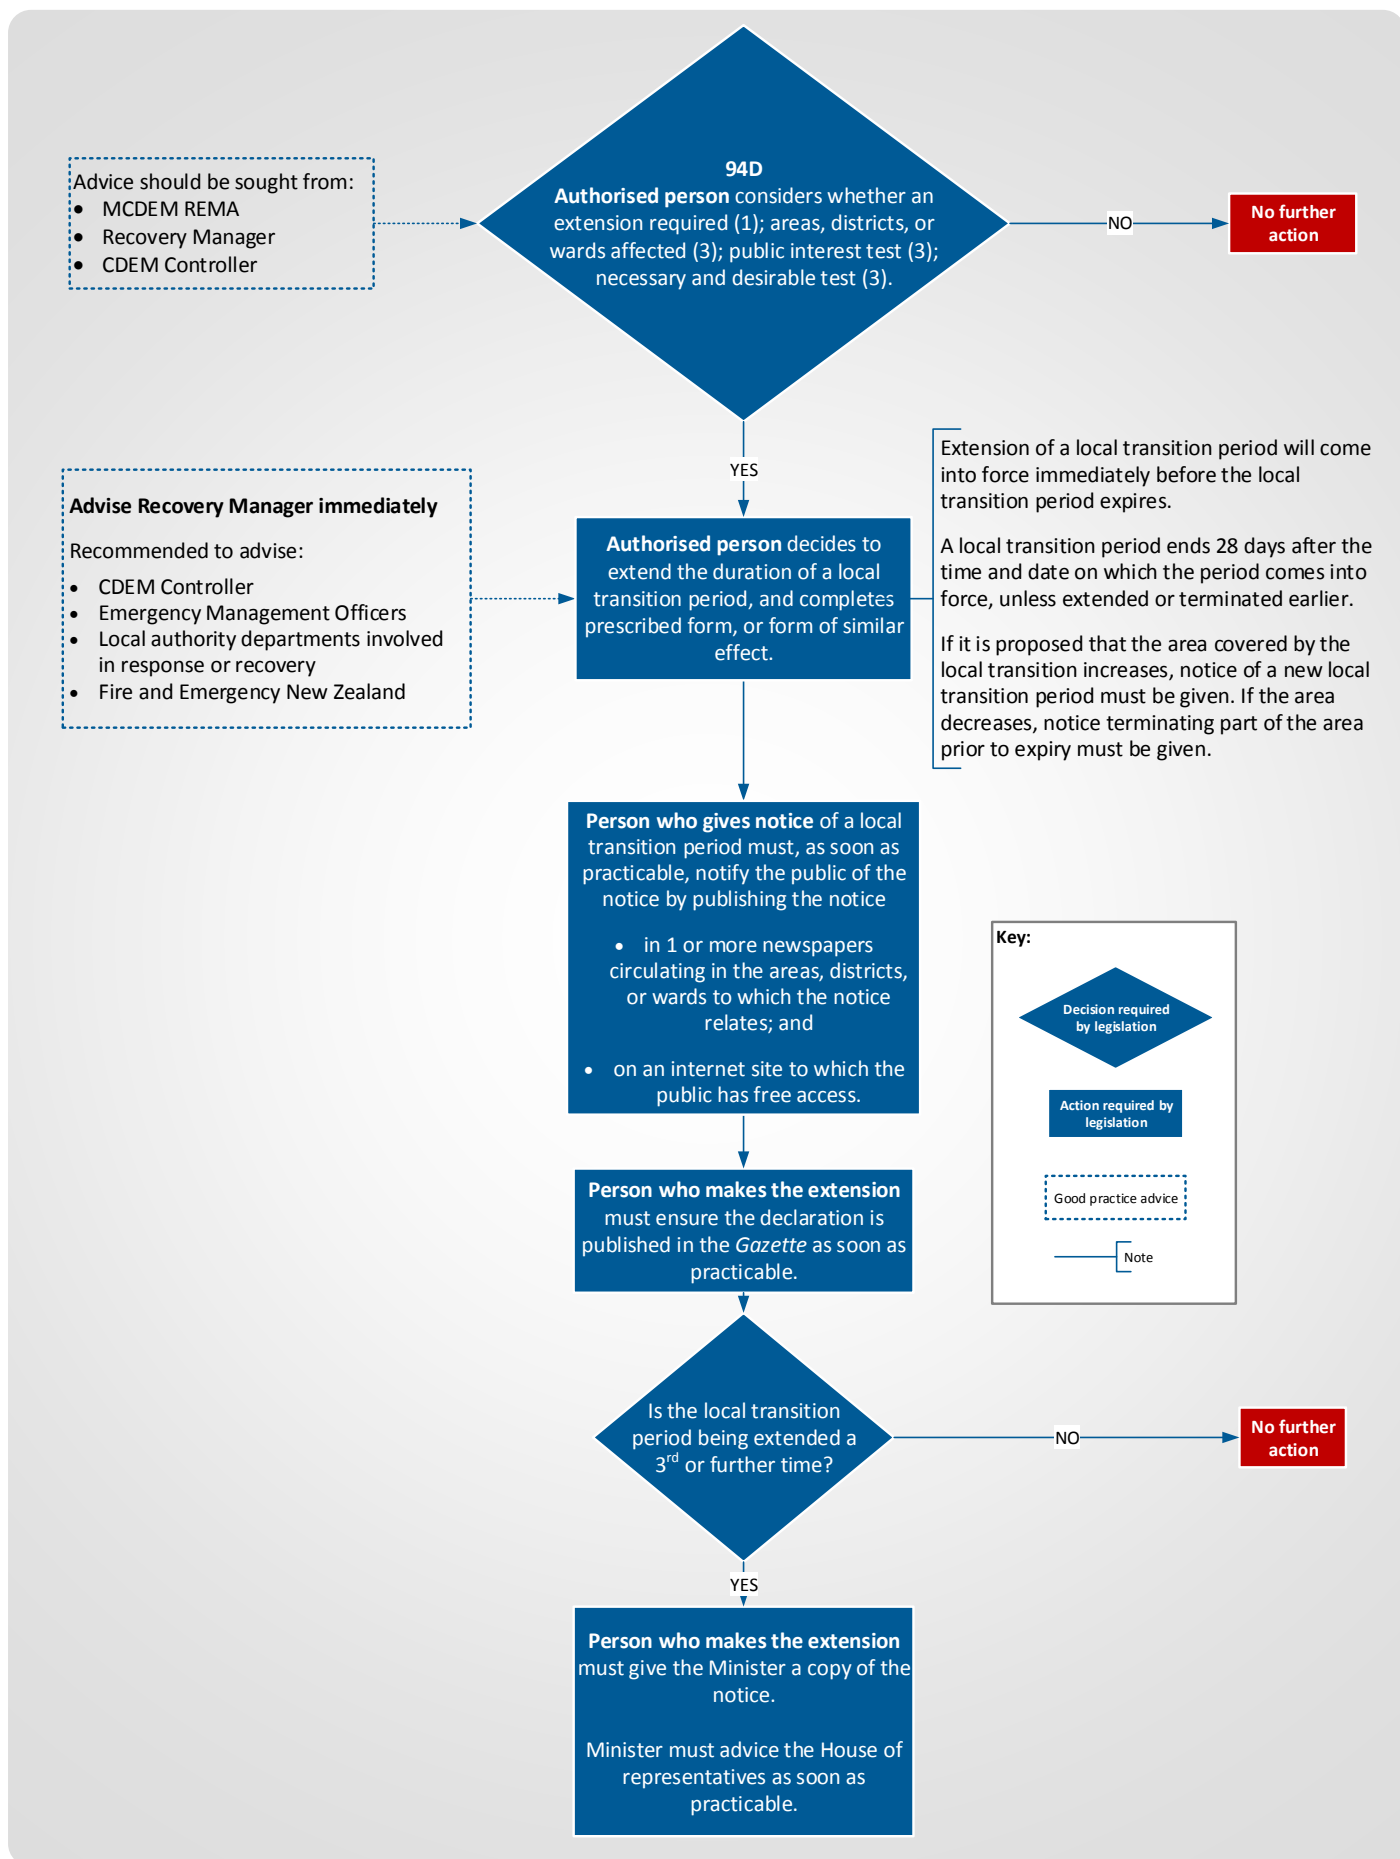 94D
Authorised person considers whether an
extension required (1); areas, districts, or
wards affected (3); public interest test (3);
necessary and desirable test (3).
Advice should be sought from:
• MCDEM REMA
• Recovery Manager
• CDEM Controller
NO
No further
action
YES
Advise Recovery Manager immediately
Recommended to advise:
• CDEM Controller
• Emergency Management Officers
• Local authority departments involved
in response or recovery
• Fire and Emergency New Zealand
Authorised person decides to
extend the duration of a local
transition period, and completes
prescribed form, or form of similar
effect.
Extension of a local transition period will come
into force immediately before the local
transition period expires.
A local transition period ends 28 days after the
time and date on which the period comes into
force, unless extended or terminated earlier.
If it is proposed that the area covered by the
local transition increases, notice of a new local
transition period must be given. If the area
decreases, notice terminating part of the area
prior to expiry must be given.
Person who gives notice of a local
transition period must, as soon as
practicable, notify the public of the
notice by publishing the notice
• in 1 or more newspapers
circulating in the areas, districts,
or wards to which the notice
relates; and
• on an internet site to which the
public has free access.
Key:
Decision required
by legislation
Action required by
legislation
Good practice advice
Note
Person who makes the extension
must ensure the declaration is
published in the Gazette as soon as
practicable.
Is the local transition
period being extended a
3rd or further time?
NO
No further
action
YES
Person who makes the extension
must give the Minister a copy of the
notice.
Minister must advice the House of
representatives as soon as
practicable.